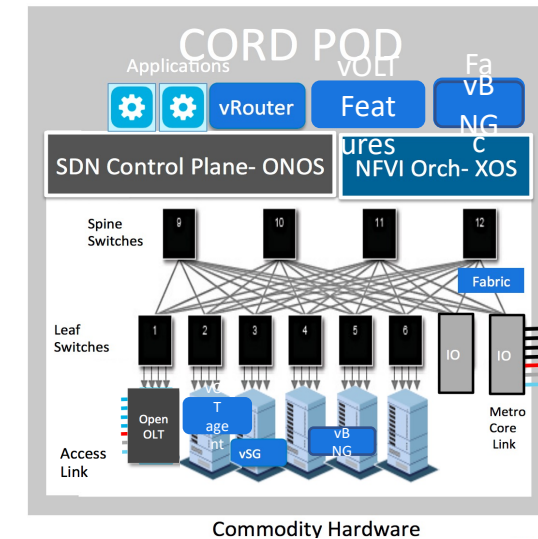 CORD POD
Applications
vOLT
Fa
vRouter
Feat
ures
vB
NG
c
SDN Control Plane- ONOS
NFVI Orch- XOS
Spine
Switches
9
10
11
12
Fabric
Leaf
Switches
1
2
3
4
5
6
IO
IO
Open
OLT
T
age
nt
vSG
vB
NG
Metro
Core
Link
Access
Link
Commodity Hardware